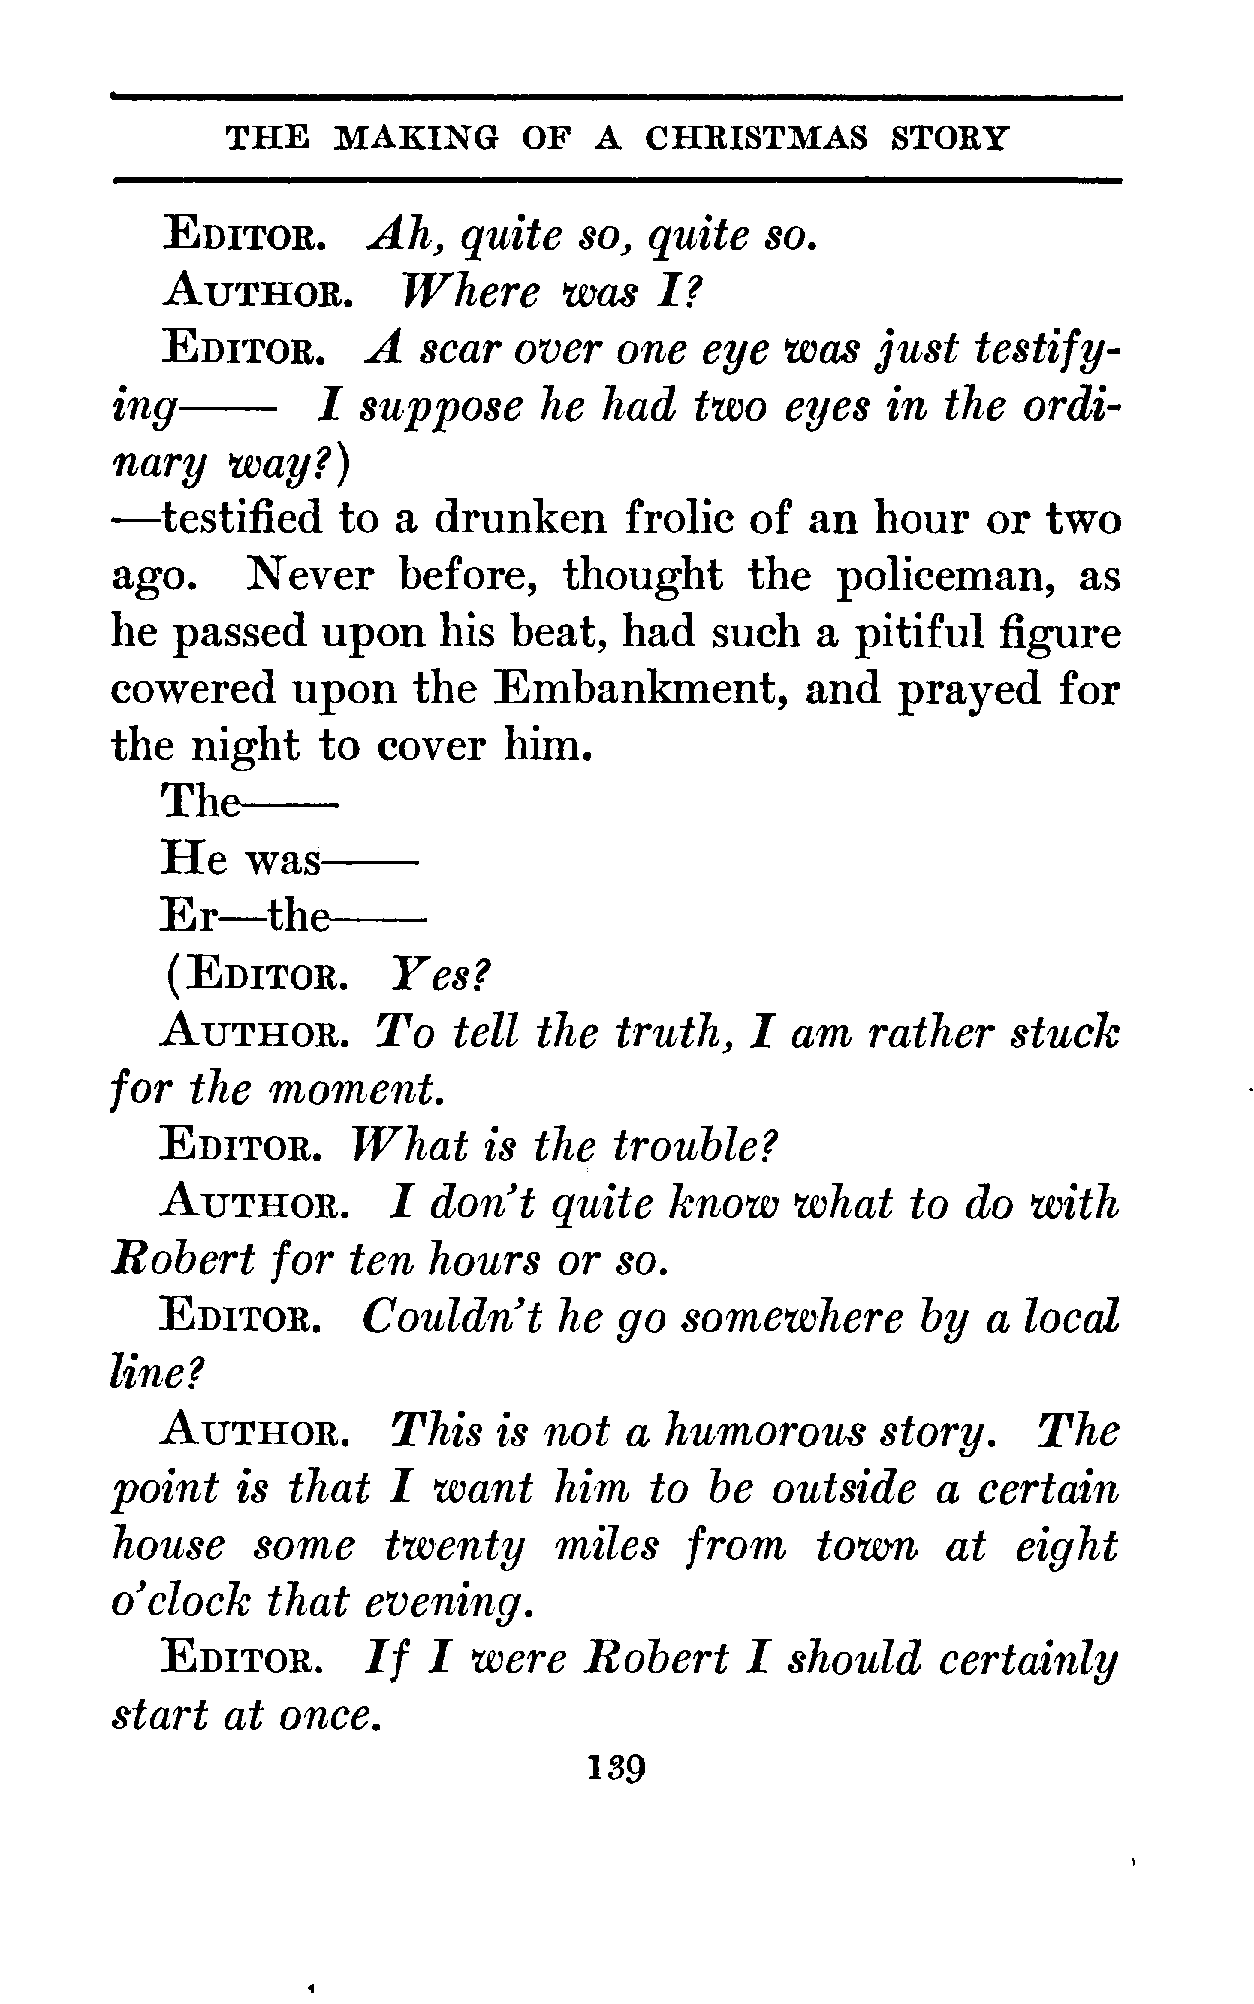 THE MAKING OF A CHRISTMAS STORY
EDITOR. Ah, quite so, quite so.
AUTHOR. Where was I?
EDITOR. A scar over one eye was just testify-
ing—— I suppose he had two eyes in the ordi-
nary way?)
—testified to a drunken frolic of an hour or two
ago. Never before, thought the policeman, as
he passed upon his beat, had such a pitiful figure
cowered upon the Embankment, and prayed for
the night to cover him.
The——
He was——
Er—the——
(EDITOR. Yes?
AUTHOR. To tell the truth, I am rather stuck
for the moment.
EDITOR. What is the trouble?
AUTHOR. I don't quite know what to do with
Robert for ten hours or so.
EDITOR. Couldn't he go somewhere by a local
line?
AUTHOR. This is not a humorous story. The
point is that I want him to be outside a certain
house some twenty miles from town at eight
o'clock that evening.
EDITOR. If I were Robert I should certainly
start at once.
139